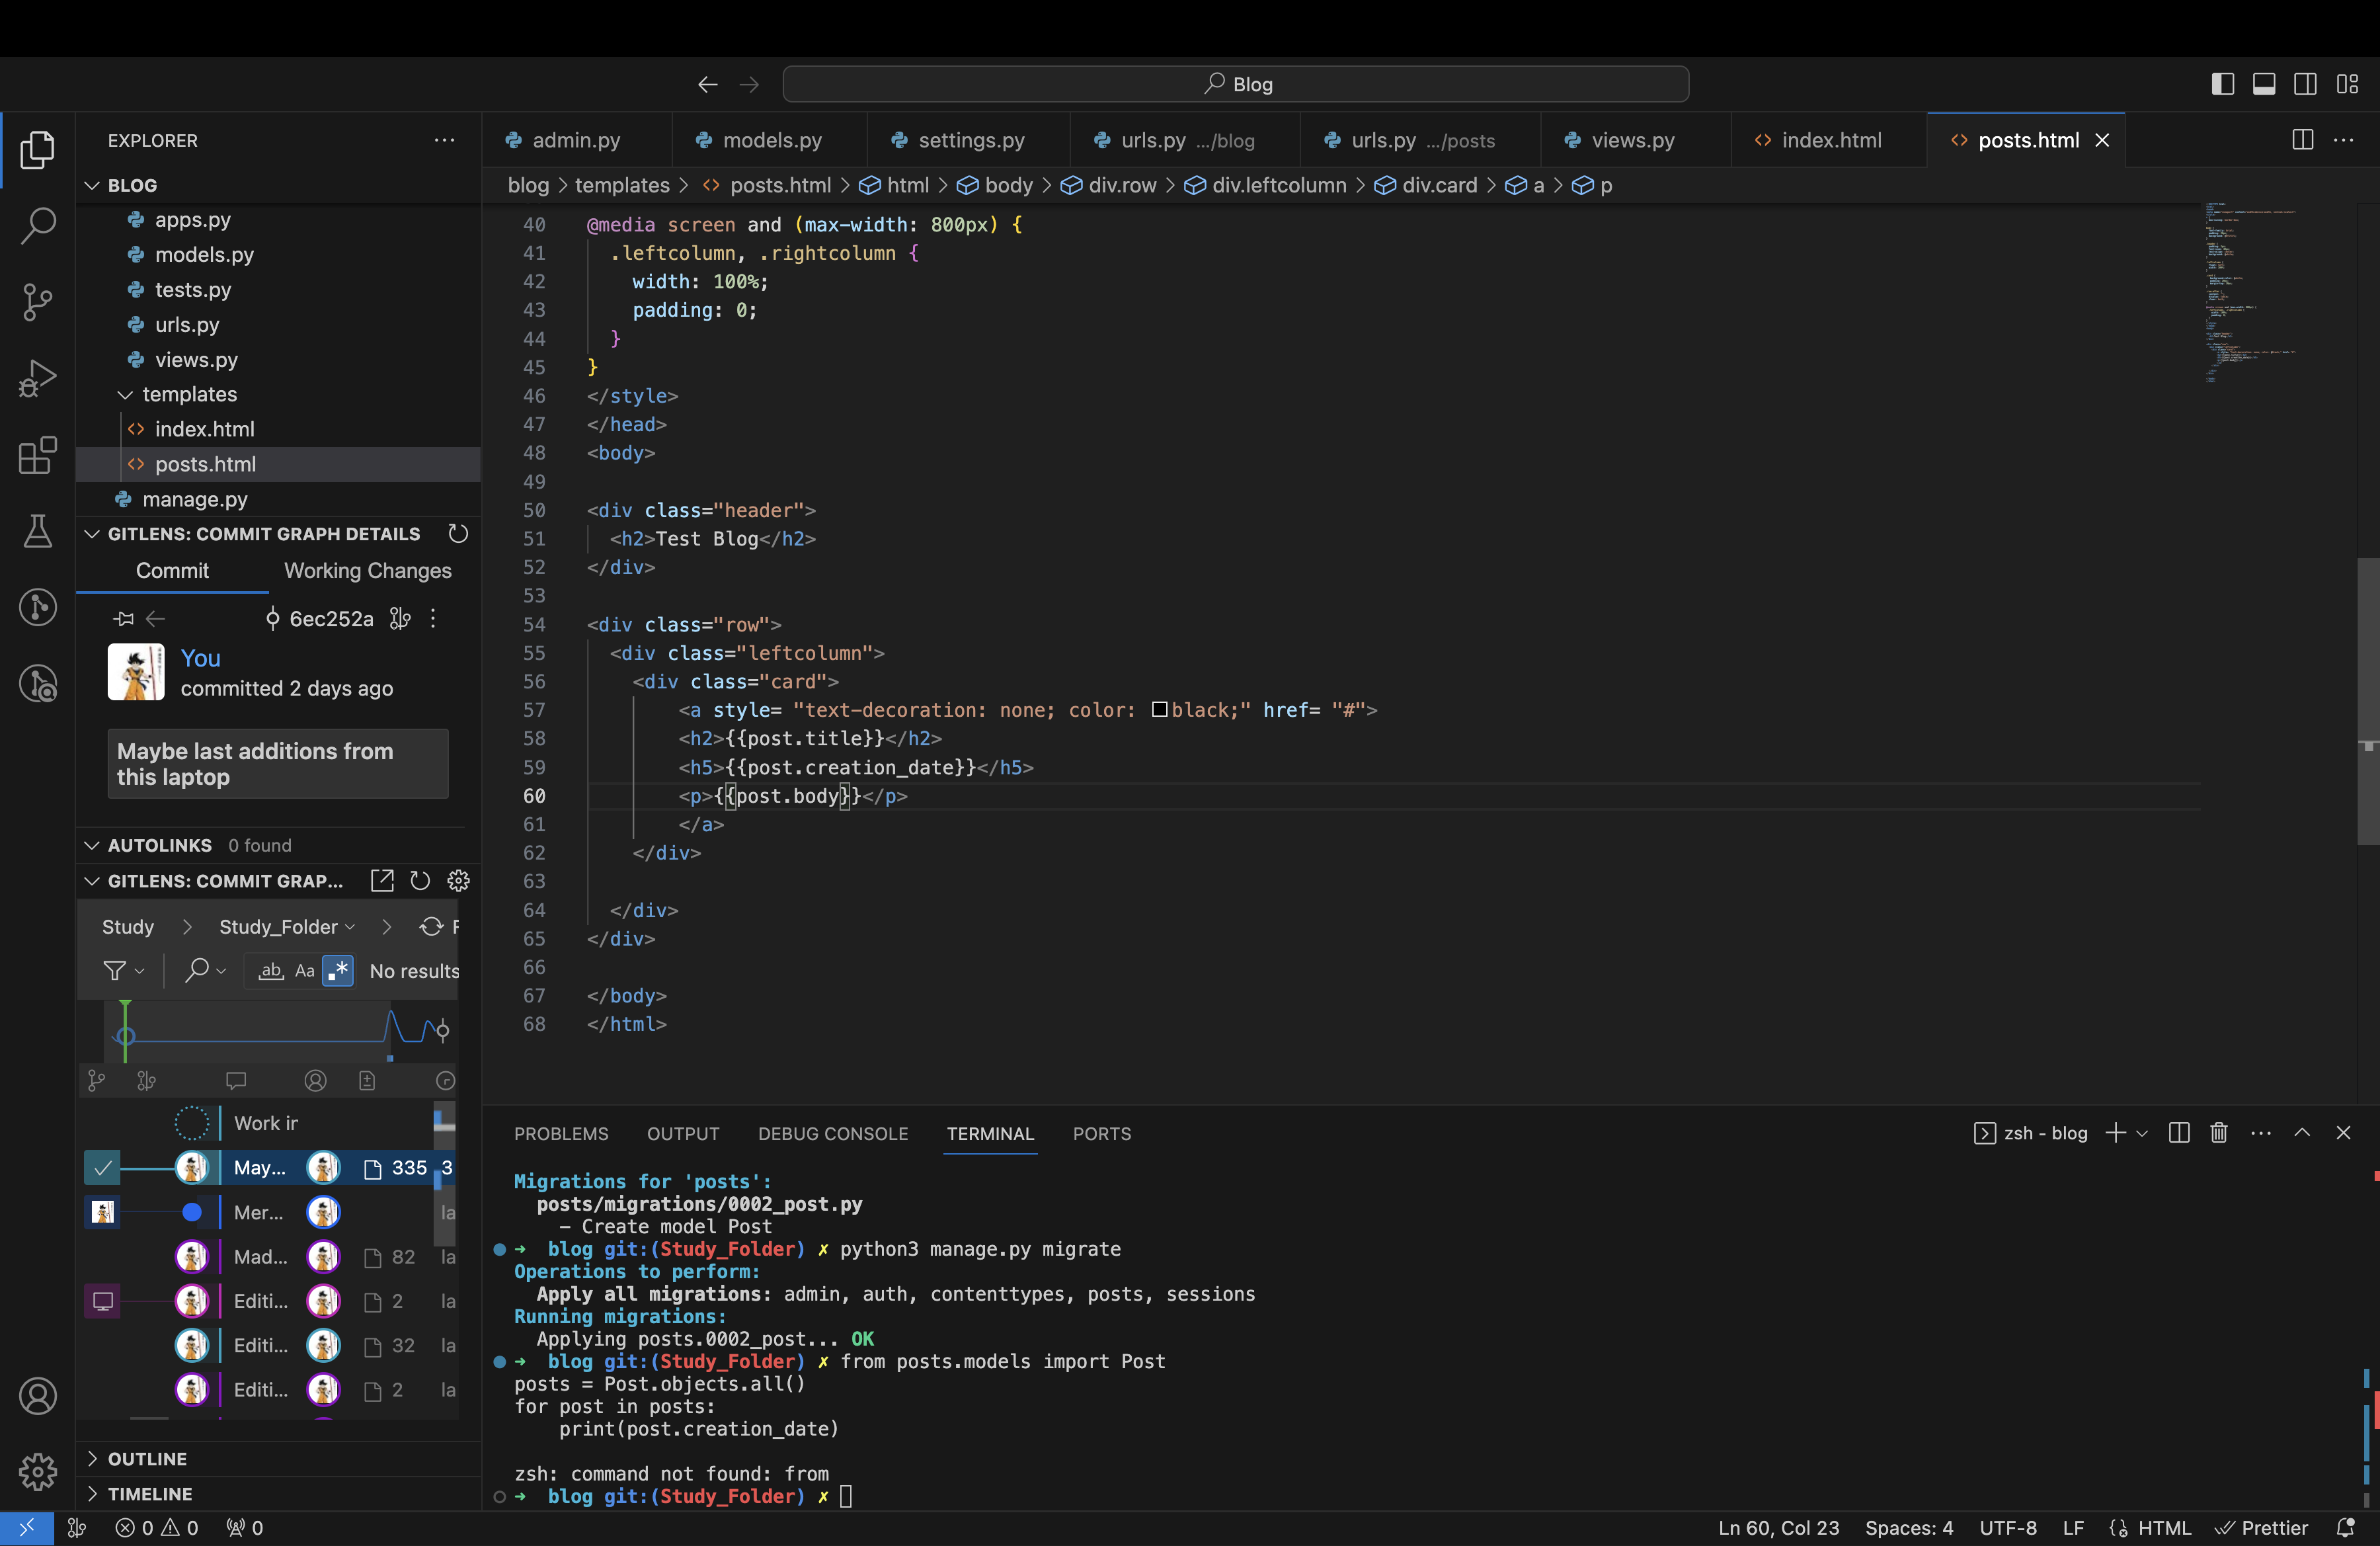 Blog
EXPLORER
BLOG
apps.py
models.py
tests.py
urls.py
views.py
templates
index.html
posts.html
manage.py
GITLENS: COMMIT GRAPH DETAILS
Commit Working Changes
6ec252a
You
committed 2 days ago
Maybe last additions from
this laptop
AUTOLINKS 0 found
GITLENS: COMMIT GRAP...
Study > Study_Folder >
ab Aa .* No results
Work in
May... 335 3
Mer... la
Mad... 82 la
Editi... 2 la
Editi... 32 la
Editi... 2 la
OUTLINE
TIMELINE
admin.py models.py settings.py urls.py .../blog urls.py .../posts views.py index.html posts.html
blog > templates > <> posts.html > html > body > div.row > div.leftcolumn > div.card > a > p
40 @media screen and (max-width: 800px) {
41 .leftcolumn, .rightcolumn {
42 width: 100%;
43 padding: 0;
44 }
45 }
46 </style>
47 </head>
48 <body>
49
50 <div class="header">
51 <h2>Test Blog</h2>
52 </div>
53
54 <div class="row">
55 <div class="leftcolumn">
56 <div class="card">
57 <a style= "text-decoration: none; color: black;" href= "#">
58 <h2>{{post.title}}</h2>
59 <h5>{{post.creation_date}}</h5>
60 <p>{{post.body}}</p>
61 </a>
62 </div>
63
64 </div>
65 </div>
66
67 </body>
68 </html>
PROBLEMS OUTPUT DEBUG CONSOLE TERMINAL PORTS
zsh - blog
Migrations for 'posts':
posts/migrations/0002_post.py
– Create model Post
➜ blog git:(Study_Folder) ✗ python3 manage.py migrate
Operations to perform:
Apply all migrations: admin, auth, contenttypes, posts, sessions
Running migrations:
Applying posts.0002_post... OK
➜ blog git:(Study_Folder) ✗ from posts.models import Post
posts = Post.objects.all()
for post in posts:
print(post.creation_date)
zsh: command not found: from
➜ blog git:(Study_Folder) ✗
0 0 0
Ln 60, Col 23 Spaces: 4 UTF-8 LF HTML Prettier